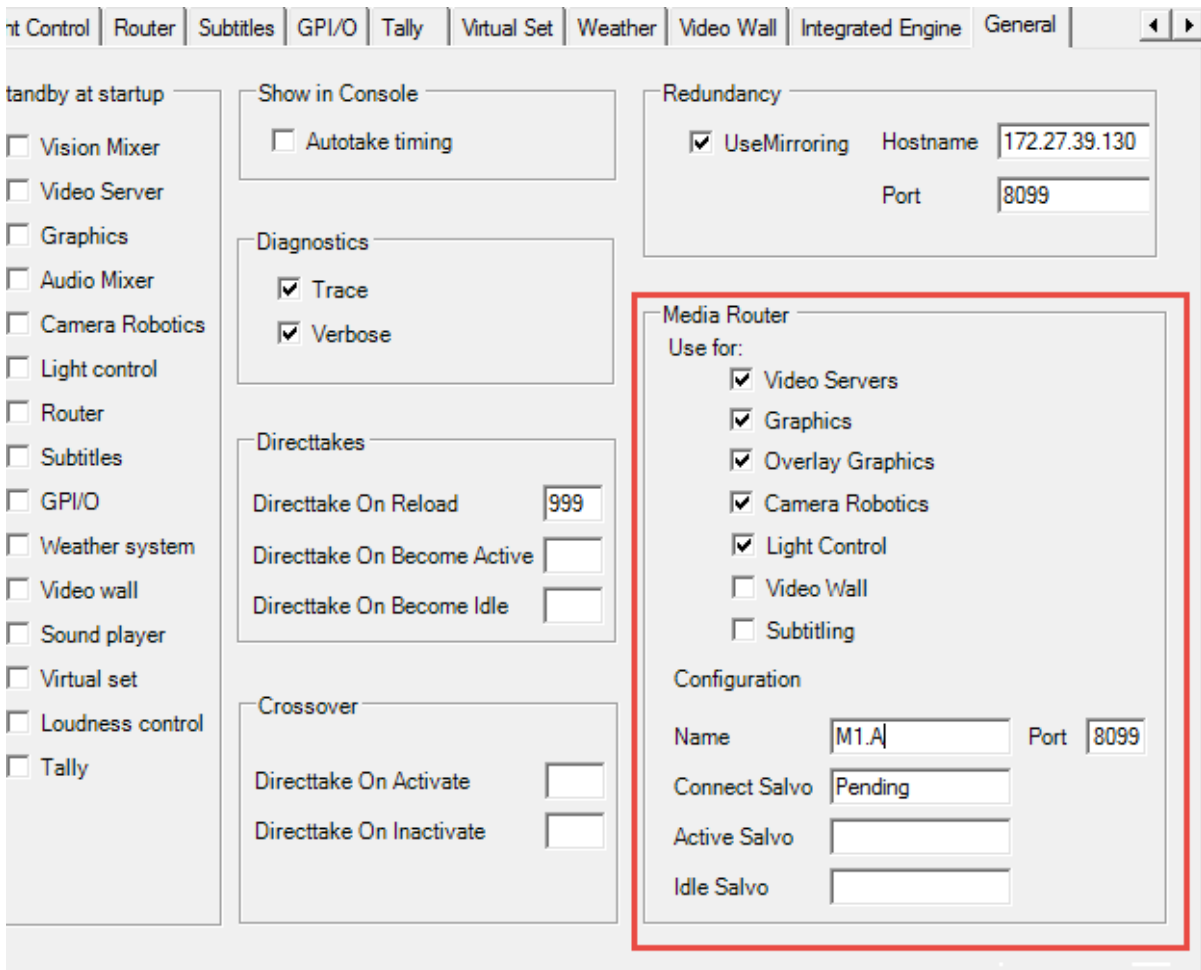 nt Control Router Subtitles GPI/O Tally Virtual Set Weather Video Wall Integrated Engine General
tandby at startup
Vision Mixer
Video Server
Graphics
Audio Mixer
Camera Robotics
Light control
Router
Subtitles
GPI/O
Weather system
Video wall
Sound player
Virtual set
Loudness control
Tally
Show in Console
Autotake timing
Diagnostics
Trace
Verbose
Directtakes
Directtake On Reload 999
Directtake On Become Active
Directtake On Become Idle
Crossover
Directtake On Activate
Directtake On Inactivate
Redundancy
UseMirroring Hostname 172.27.39.130
Port 8099
Media Router
Use for:
Video Servers
Graphics
Overlay Graphics
Camera Robotics
Light Control
Video Wall
Subtitling
Configuration
Name M1.A Port 8099
Connect Salvo Pending
Active Salvo
Idle Salvo